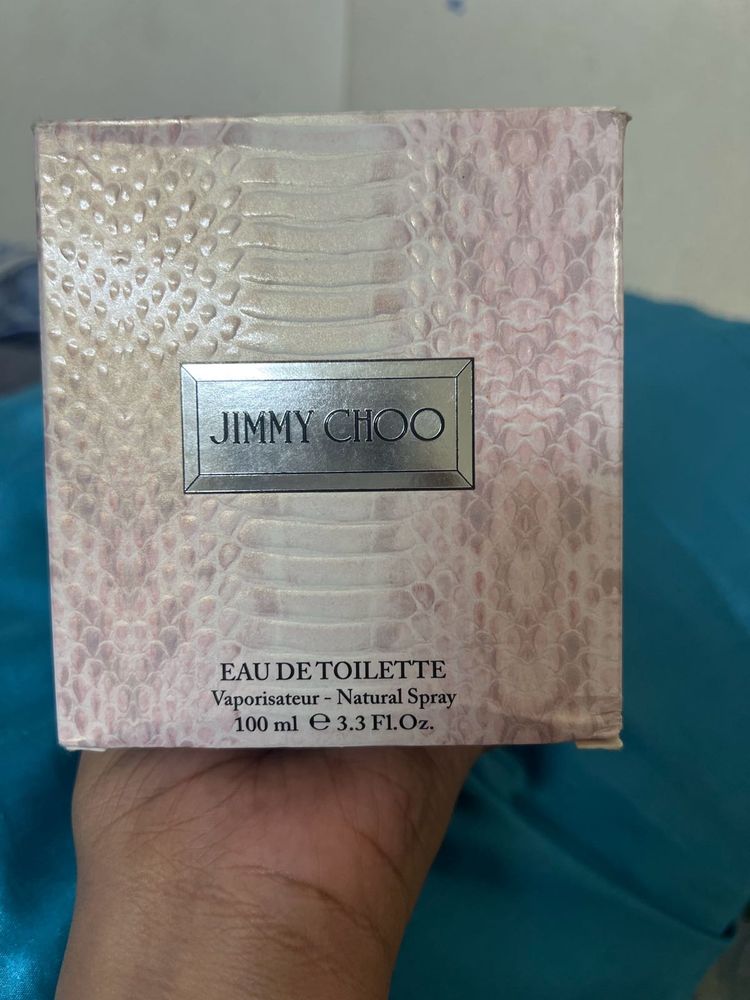 JIMMY CHOO
EAU DE TOILETTE
Vaporisateur - Natural Spray
100 ml ℮ 3.3 Fl.Oz.